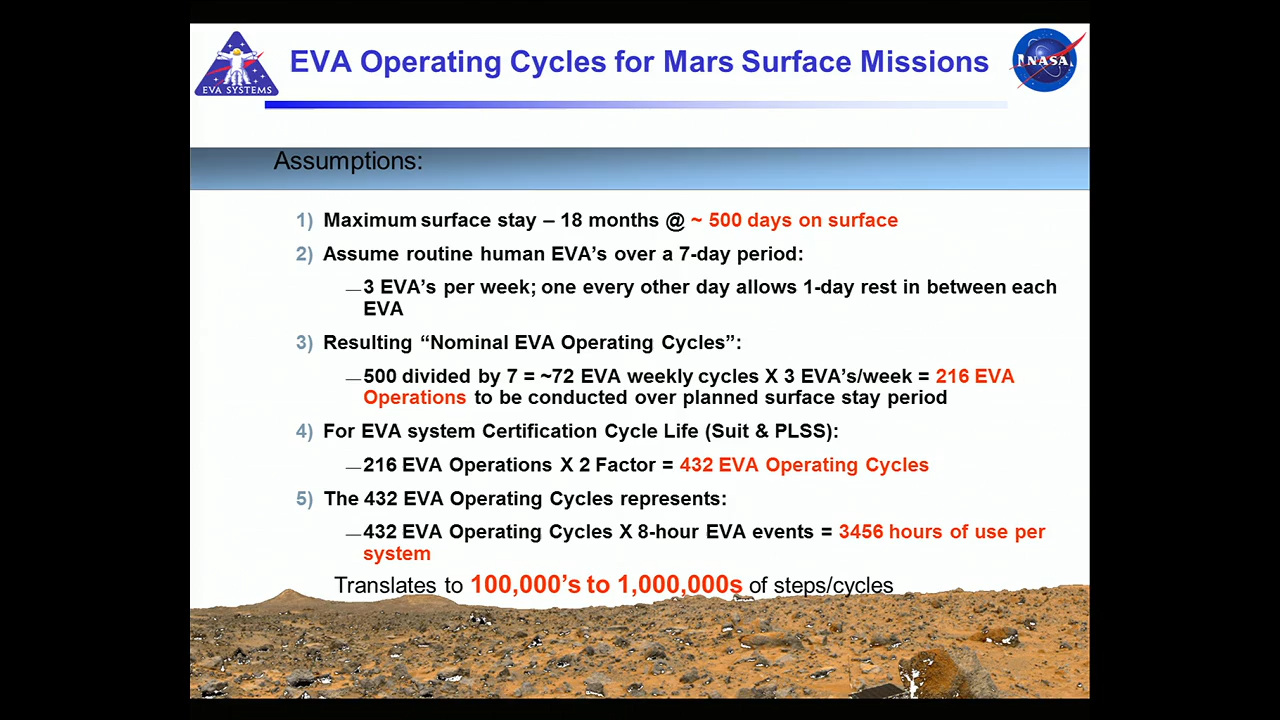 EVA Operating Cycles for Mars Surface Missions
EVA SYSTEMS
NASA
Assumptions:
1) Maximum surface stay – 18 months @ ~ 500 days on surface
2) Assume routine human EVA’s over a 7-day period:
—3 EVA’s per week; one every other day allows 1-day rest in between each
EVA
3) Resulting “Nominal EVA Operating Cycles”:
—500 divided by 7 = ~72 EVA weekly cycles X 3 EVA’s/week = 216 EVA
Operations to be conducted over planned surface stay period
4) For EVA system Certification Cycle Life (Suit & PLSS):
—216 EVA Operations X 2 Factor = 432 EVA Operating Cycles
5) The 432 EVA Operating Cycles represents:
—432 EVA Operating Cycles X 8-hour EVA events = 3456 hours of use per
system
Translates to 100,000’s to 1,000,000s of steps/cycles